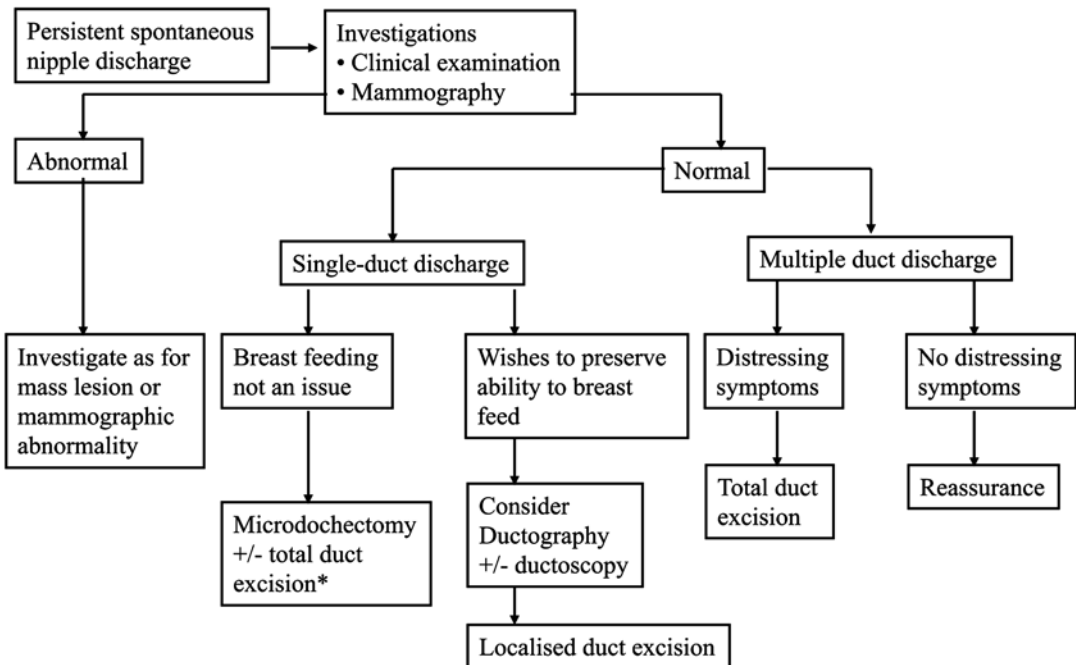 Persistent spontaneous
nipple discharge
Investigations
• Clinical examination
• Mammography
Abnormal
Normal
Single-duct discharge
Multiple duct discharge
Investigate as for
mass lesion or
mammographic
abnormality
Breast feeding
not an issue
Wishes to preserve
ability to breast
feed
Distressing
symptoms
No distressing
symptoms
Microdochectomy
+/- total duct
excision*
Consider
Ductography
+/- ductoscopy
Total duct
excision
Reassurance
Localised duct excision